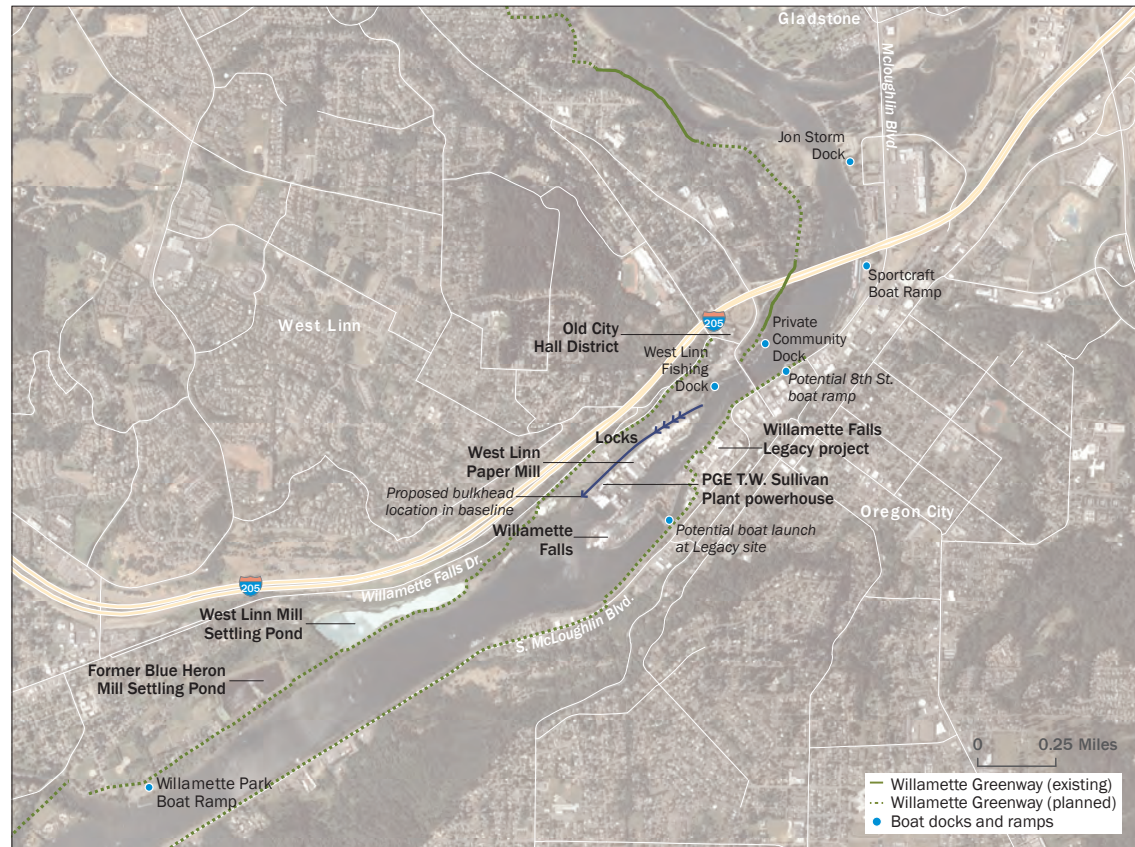 Gladstone
Mcloughlin Blvd
Jon Storm
Dock
Sportcraft
Boat Ramp
West Linn
205
Old City
Hall District
Private
Community
Dock
West Linn
Fishing
Dock
Potential 8th St.
boat ramp
Locks
Willamette Falls
Legacy project
West Linn
Paper Mill
PGE T.W. Sullivan
Plant powerhouse
Proposed bulkhead
location in baseline
Oregon City
Willamette
Falls
Potential boat launch
at Legacy site
205
Willamette Falls Dr.
West Linn Mill
Settling Pond
S. McLoughlin Blvd.
Former Blue Heron
Mill Settling Pond
Willamette Park
Boat Ramp
0 0.25 Miles
Willamette Greenway (existing)
Willamette Greenway (planned)
Boat docks and ramps